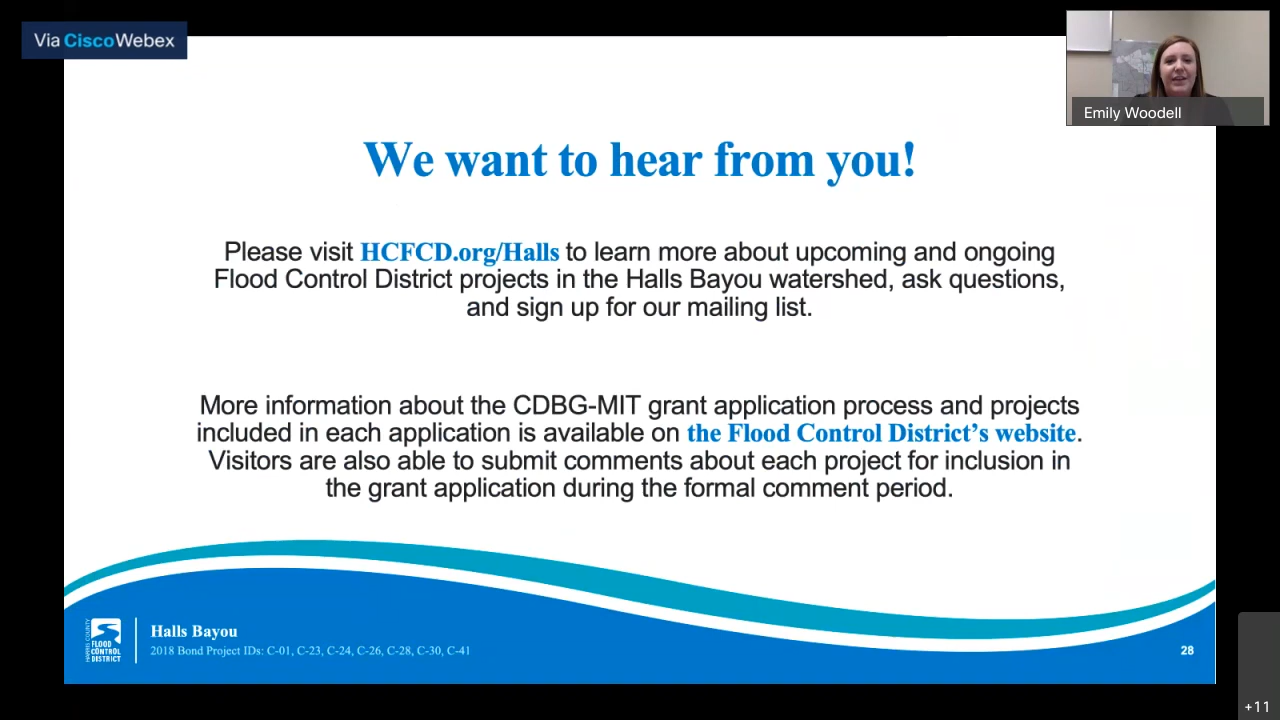 Via CiscoWebex
Emily Woodell
We want to hear from you!
Please visit HCFCD.org/Halls to learn more about upcoming and ongoing
Flood Control District projects in the Halls Bayou watershed, ask questions,
and sign up for our mailing list.
More information about the CDBG-MIT grant application process and projects
included in each application is available on the Flood Control District's website.
Visitors are also able to submit comments about each project for inclusion in
the grant application during the formal comment period.
HARRIS COUNTY
FLOOD
CONTROL
DISTRICT
Halls Bayou
2018 Bond Project IDs: C-01, C-23, C-24, C-26, C-28, C-30, C-41
28
+11